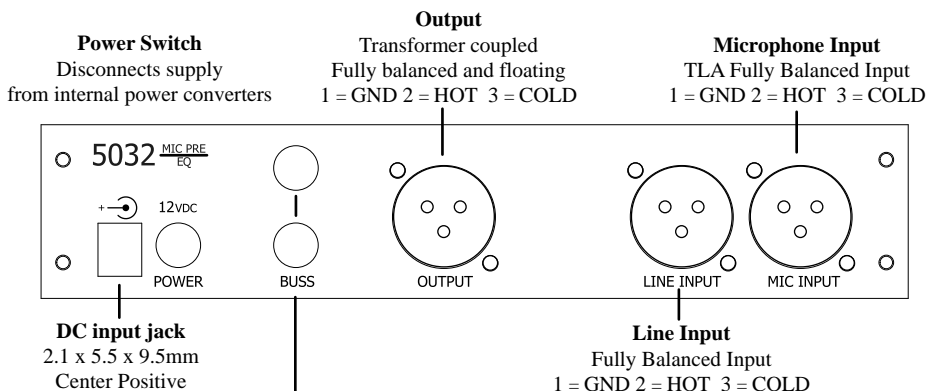 Output
Transformer coupled
Fully balanced and floating
1 = GND 2 = HOT 3 = COLD
Power Switch
Disconnects supply
from internal power converters
Microphone Input
TLA Fully Balanced Input
1 = GND 2 = HOT 3 = COLD
5032 MIC PRE
EQ
+
12VDC
POWER
BUSS
OUTPUT
LINE INPUT
MIC INPUT
DC input jack
2.1 x 5.5 x 9.5mm
Center Positive
Line Input
Fully Balanced Input
1 = GND 2 = HOT 3 = COLD